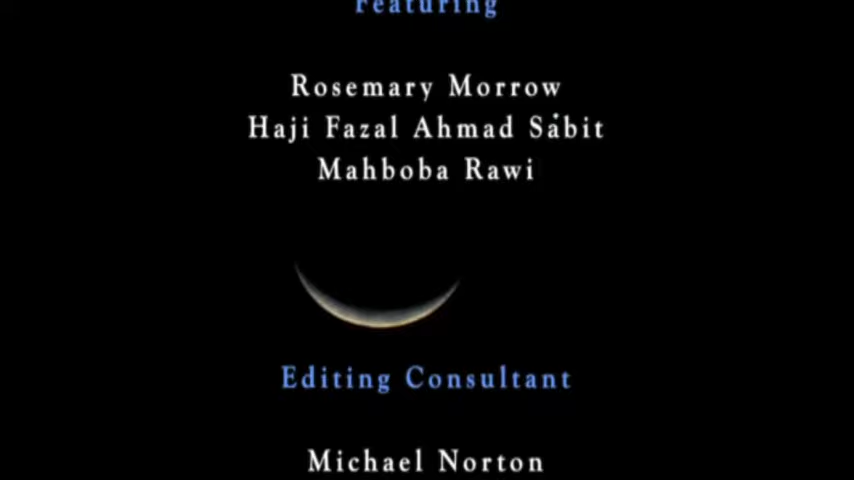 Featuring
Rosemary Morrow
Haji Fazal Ahmad Sabit
Mahboba Rawi
Editing Consultant
Michael Norton